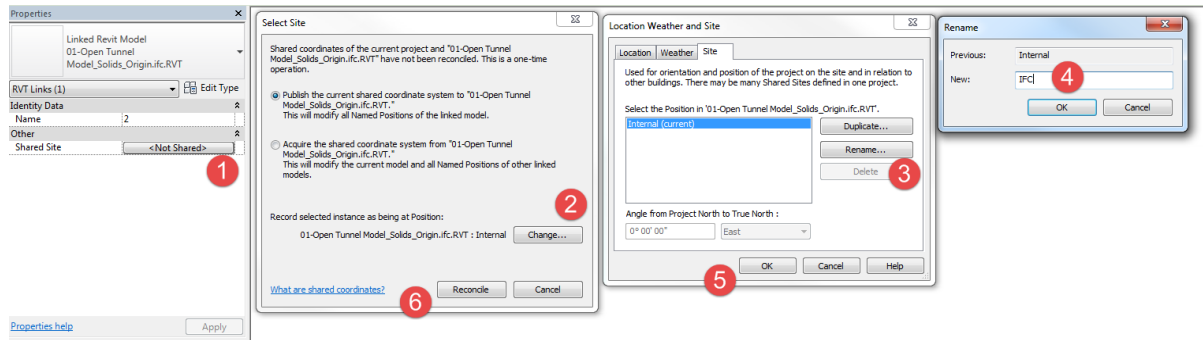 Properties
Linked Revit Model
01-Open Tunnel
Model_Solids_Origin.ifc.RVT
RVT Links (1)
Edit Type
Identity Data
Name 2
Other
Shared Site <Not Shared>
1
Properties help
Apply
Select Site
Shared coordinates of the current project and "01-Open Tunnel
Model_Solids_Origin.ifc.RVT" have not been reconciled. This is a one-time
operation.
Publish the current shared coordinate system to "01-Open Tunnel
Model_Solids_Origin.ifc.RVT."
This will modify all Named Positions of the linked model.
Acquire the shared coordinate system from "01-Open Tunnel
Model_Solids_Origin.ifc.RVT."
This will modify the current model and all Named Positions of other linked
models.
2
Record selected instance as being at Position:
01-Open Tunnel Model_Solids_Origin.ifc.RVT : Internal
Change...
What are shared coordinates?
6
Reconcile
Cancel
Location Weather and Site
Location
Weather
Site
Used for orientation and position of the project on the site and in relation to
other buildings. There may be many Shared Sites defined in one project.
Select the Position in '01-Open Tunnel Model_Solids_Origin.ifc.RVT'.
Internal (current)
Duplicate...
Rename...
Delete
3
Angle from Project North to True North :
0° 00' 00"
East
5
OK
Cancel
Help
Rename
Previous: Internal
New: IFC
4
OK
Cancel